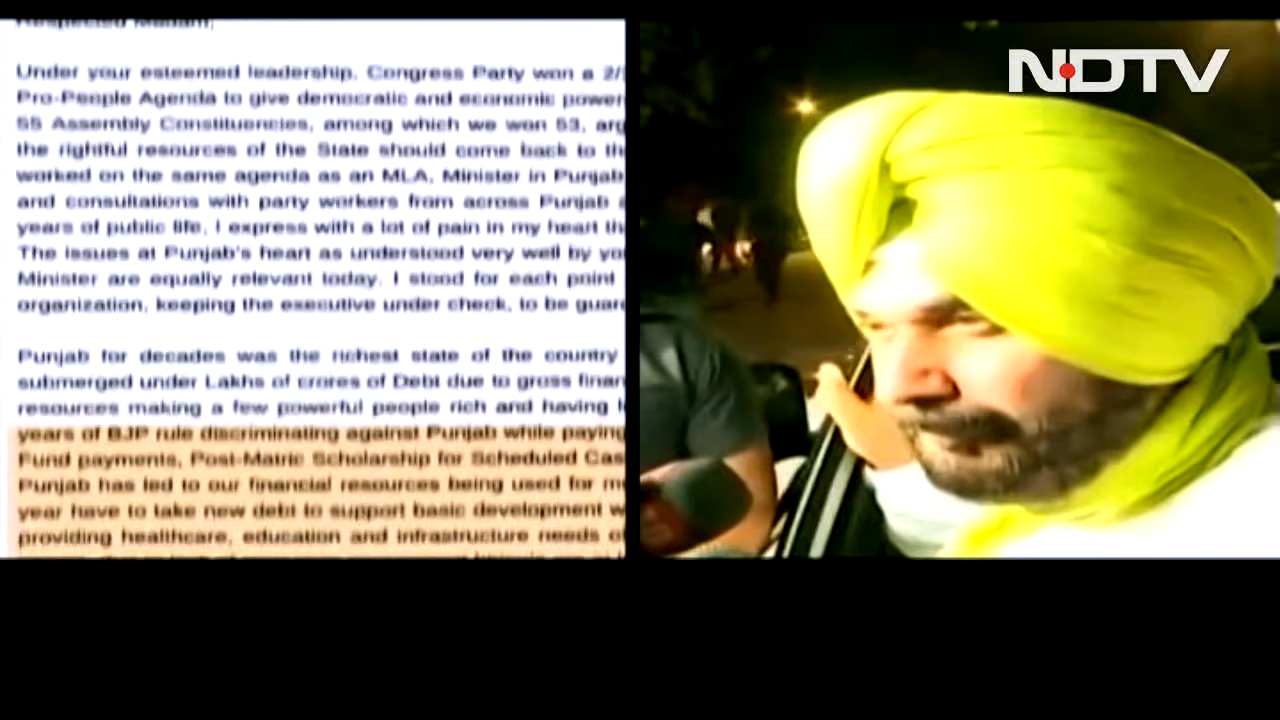 Respected Madam,
Under your esteemed leadership, Congress Party won a 2/
Pro-People Agenda to give democratic and economic power
55 Assembly Constituencies, among which we won 53, arg
the rightful resources of the State should come back to th
worked on the same agenda as an MLA, Minister in Punjab
and consultations with party workers from across Punjab
years of public life, I express with a lot of pain in my heart th
The issues at Punjab's heart as understood very well by yo
Minister are equally relevant today. I stood for each point
organization, keeping the executive under check, to be guar
Punjab for decades was the richest state of the country
submerged under Lakhs of crores of Debt due to gross finan
resources making a few powerful people rich and having
years of BJP rule discriminating against Punjab while paying
Fund payments, Post-Matric Scholarship for Scheduled Cas
Punjab has led to our financial resources being used for
year have to take new debt to support basic development w
providing healthcare, education and infrastructure needs
NDTV